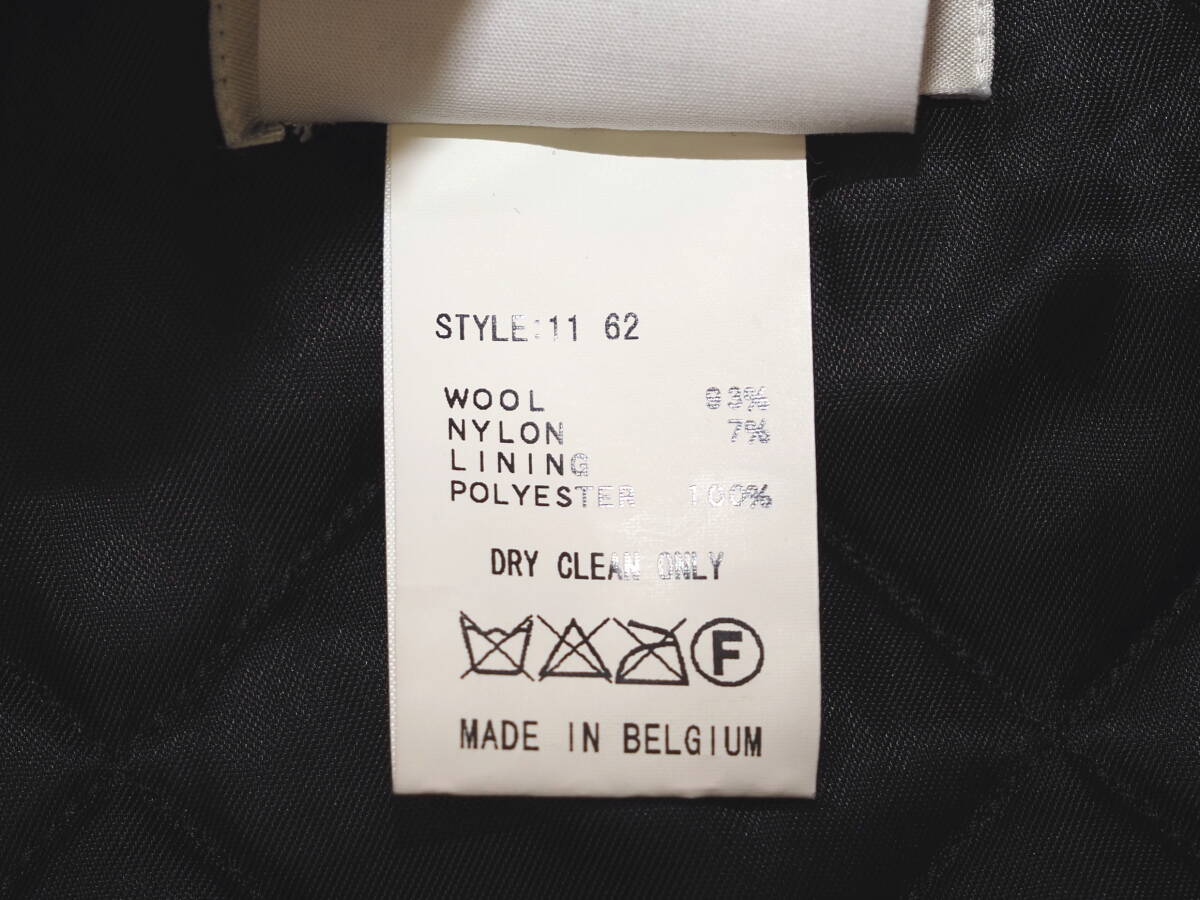 STYLE:11 62
WOOL 93%
NYLON 7%
LINING
POLYESTER 100%
DRY CLEAN ONLY
F
MADE IN BELGIUM